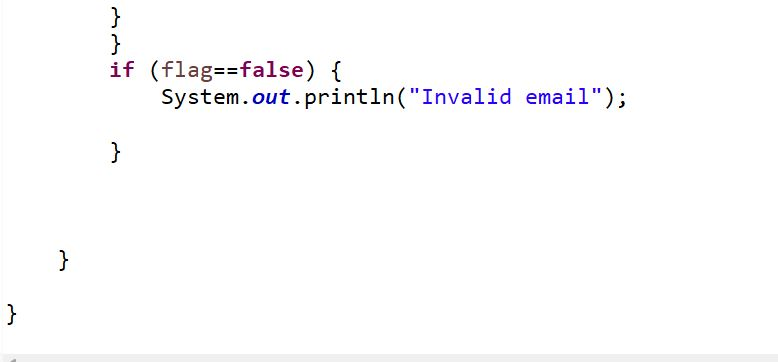 }
}
if (flag==false) {
System.out.println("Invalid email");
}
}
}